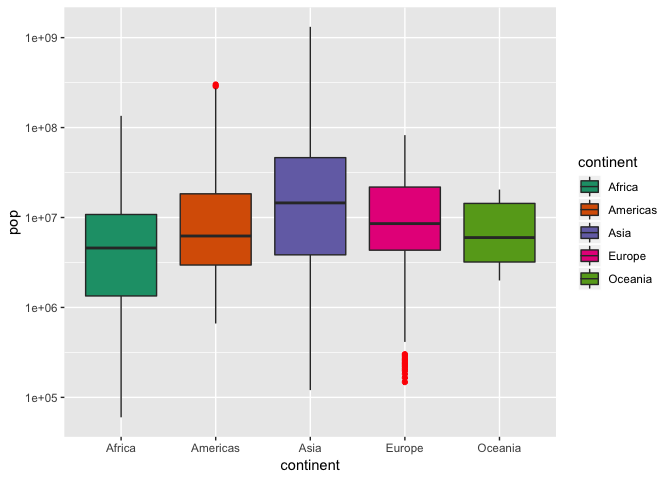 pop
1e+09
1e+08
1e+07
1e+06
1e+05
Africa
Americas
Asia
Europe
Oceania
continent
continent
Africa
Americas
Asia
Europe
Oceania